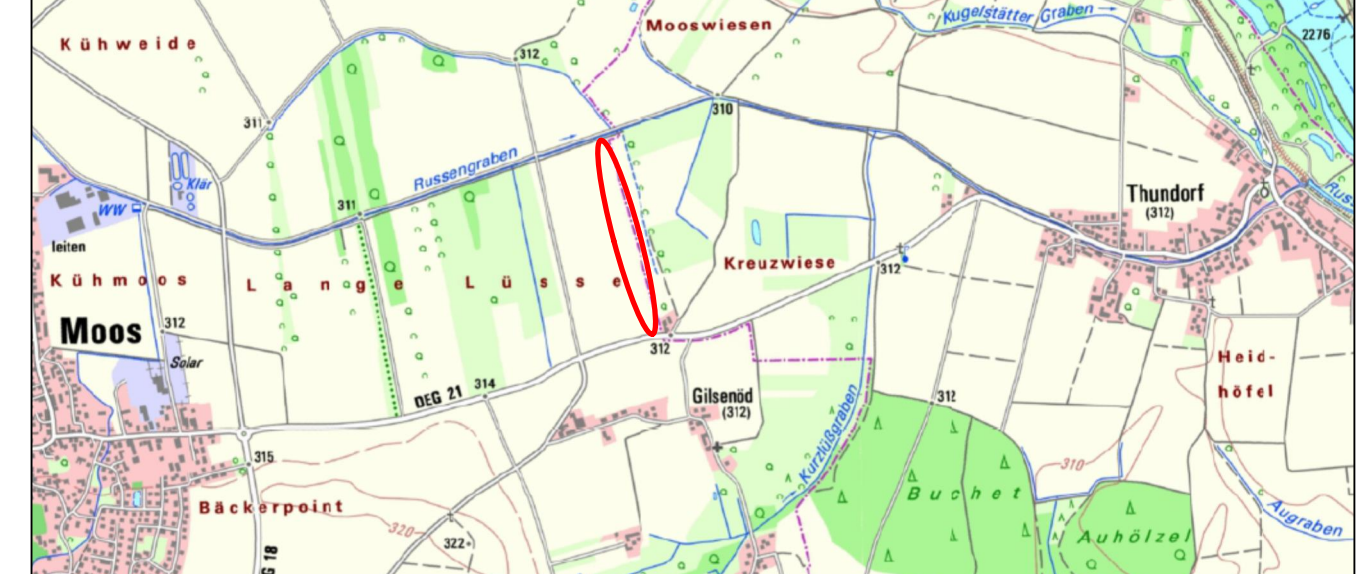 Mooswiesen
Kugelstätter Graben
Kühweide
312
2276
310
311
Klär
Russengraben
WW
311
Thundorf
(312)
leiten
Kühmoos
Lange Lüsse
Kreuzwiese
312
312
Moos
312
Solar
Heid-
höfel
DEG 21
314
Gilsenöd
(312)
312
Kurzlüßgraben
315
310
Buchet
Bäckerpoint
320
Augraben
Auhölzel
322